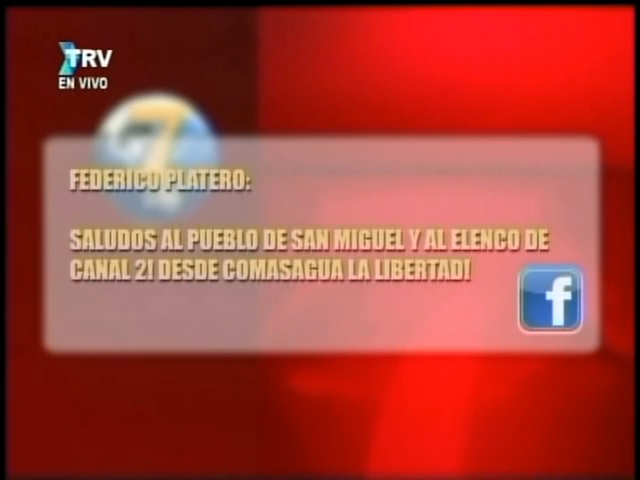 TRV
EN VIVO
7
FEDERICO PLATERO:
SALUDOS AL PUEBLO DE SAN MIGUEL Y AL ELENCO DE
CANAL 2! DESDE COMASAGUA LA LIBERTAD!
f